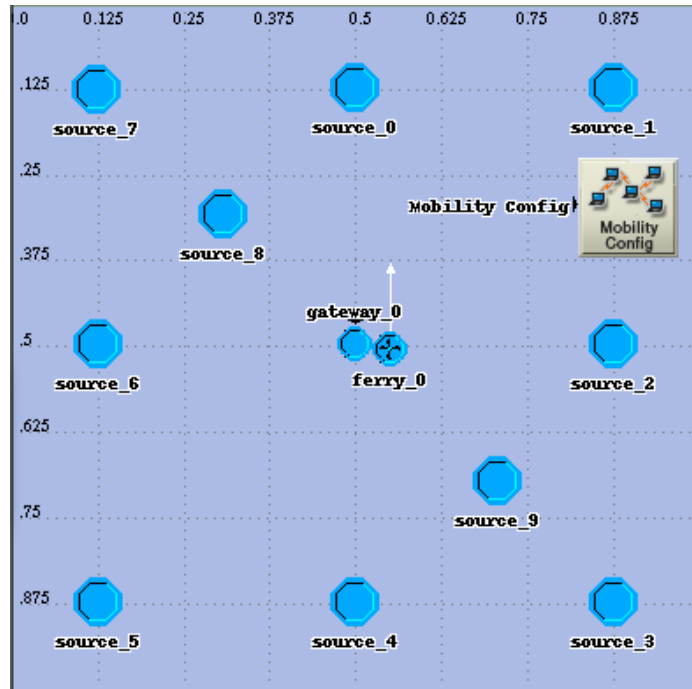 .0 0.125 0.25 0.375 0.5 0.625 0.75 0.875
.125
source_7 source_0 source_1
.25
Mobility Config
Mobility
Config
source_8
.375
gateway_0
.5
source_6 ferry_0 source_2
.625
source_9
.75
.875
source_5 source_4 source_3